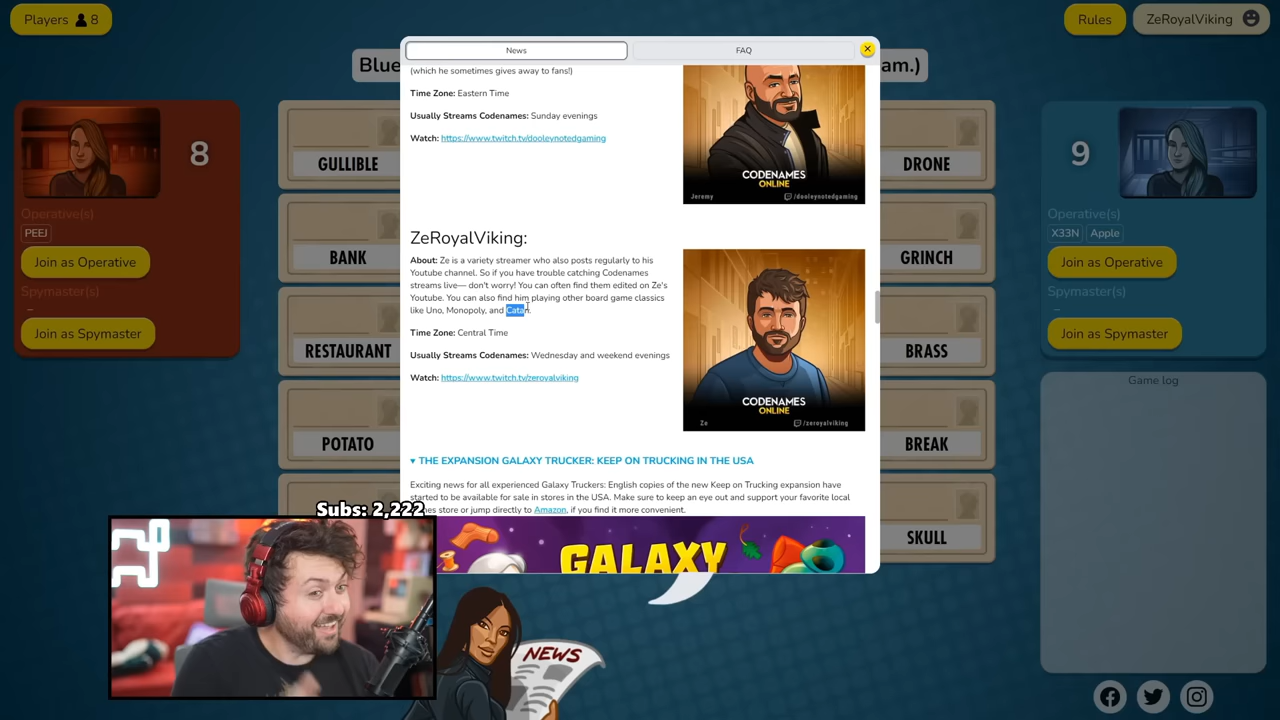 Players 8
Rules
ZeRoyalViking
Blue
am.)
News
FAQ
(which he sometimes gives away to fans!)
Time Zone: Eastern Time
Usually Streams Codenames: Sunday evenings
Watch: https://www.twitch.tv/dooleynotedgaming
CODENAMES
ONLINE
Jeremy
/dooleynotedgaming
8
Operative(s)
PEEJ
Join as Operative
Spymaster(s)
–
Join as Spymaster
GULLIBLE
BANK
RESTAURANT
POTATO
ZeRoyalViking:
About: Ze is a variety streamer who also posts regularly to his
Youtube channel. So if you have trouble catching Codenames
streams live— don't worry! You can often find them edited on Ze's
Youtube. You can also find him playing other board game classics
like Uno, Monopoly, and Catan.
Time Zone: Central Time
Usually Streams Codenames: Wednesday and weekend evenings
Watch: https://www.twitch.tv/zeroyalviking
CODENAMES
ONLINE
Ze
/zeroyalviking
▾ THE EXPANSION GALAXY TRUCKER: KEEP ON TRUCKING IN THE USA
Exciting news for all experienced Galaxy Truckers: English copies of the new Keep on Trucking expansion have
started to be available for sale in stores in the USA. Make sure to keep an eye out and support your favorite local
store or jump directly to Amazon, if you find it more convenient.
GALAXY
DRONE
GRINCH
BRASS
BREAK
SKULL
9
Operative(s)
X33N
Apple
Join as Operative
Spymaster(s)
–
Join as Spymaster
Game log
Subs: 2,222
NEWS